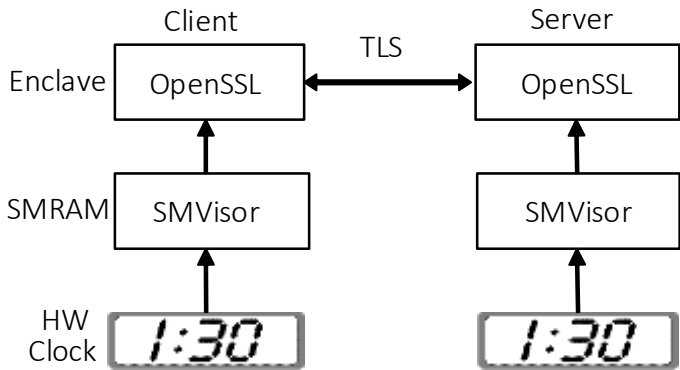 Client
Server
TLS
Enclave
OpenSSL
OpenSSL
SMRAM
SMVisor
SMVisor
HW
Clock
1:30
1:30